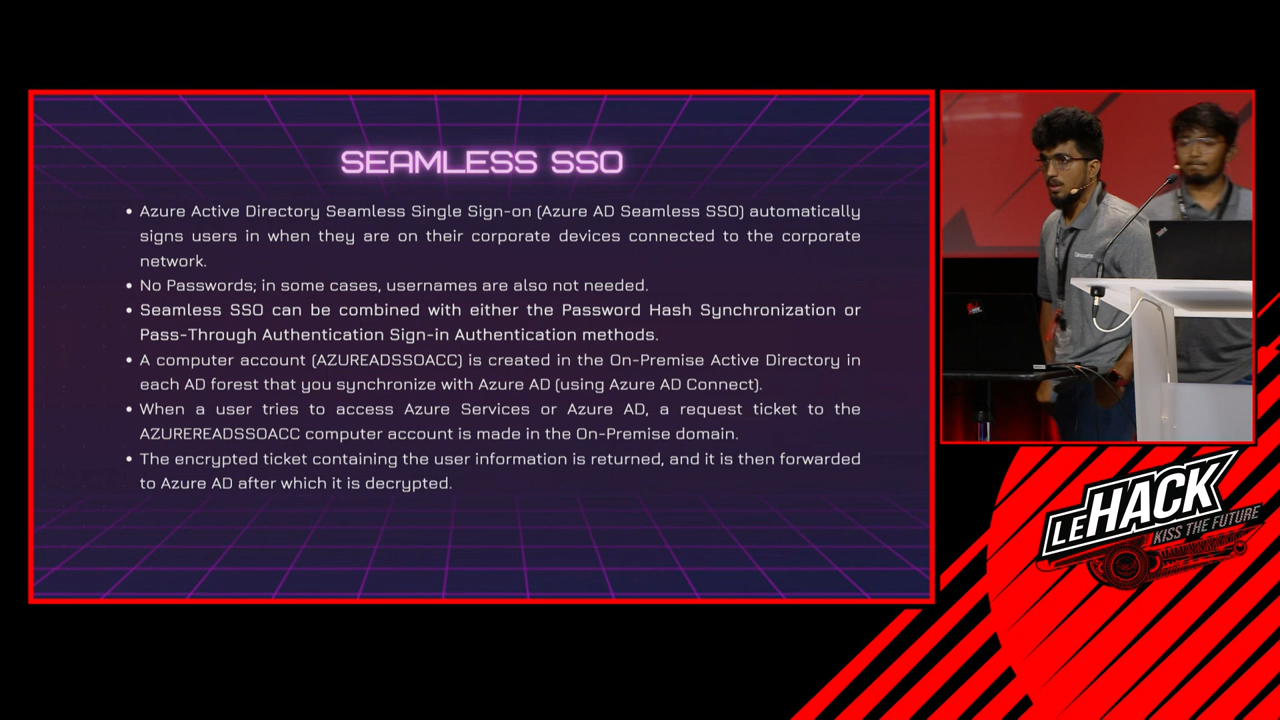 SEAMLESS SSO
• Azure Active Directory Seamless Single Sign-on (Azure AD Seamless SSO) automatically
signs users in when they are on their corporate devices connected to the corporate
network.
• No Passwords; in some cases, usernames are also not needed.
• Seamless SSO can be combined with either the Password Hash Synchronization or
Pass-Through Authentication Sign-in Authentication methods.
• A computer account (AZUREADSSOACC) is created in the On-Premise Active Directory in
each AD forest that you synchronize with Azure AD (using Azure AD Connect).
• When a user tries to access Azure Services or Azure AD, a request ticket to the
AZUREREADSSOACC computer account is made in the On-Premise domain.
• The encrypted ticket containing the user information is returned, and it is then forwarded
to Azure AD after which it is decrypted.
LEHACK
KISS THE FUTURE